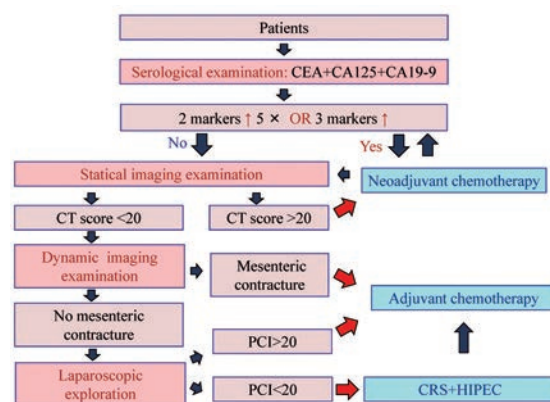 Patients
Serological examination: CEA+CA125+CA19-9
2 markers ↑ 5 × OR 3 markers ↑
No
Yes
Statical imaging examination
Neoadjuvant chemotherapy
CT score <20
CT score >20
Dynamic imaging
examination
Mesenteric
contracture
Adjuvant chemotherapy
No mesenteric
contracture
PCI>20
Laparoscopic
exploration
PCI<20
CRS+HIPEC